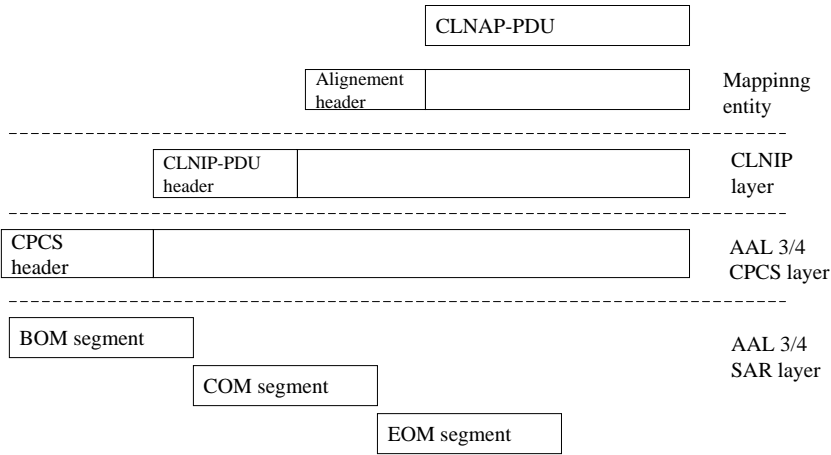 CLNAP-PDU
Alignement
header
Mappinng
entity
CLNIP-PDU
header
CLNIP
layer
CPCS
header
AAL 3/4
CPCS layer
BOM segment
AAL 3/4
SAR layer
COM segment
EOM segment